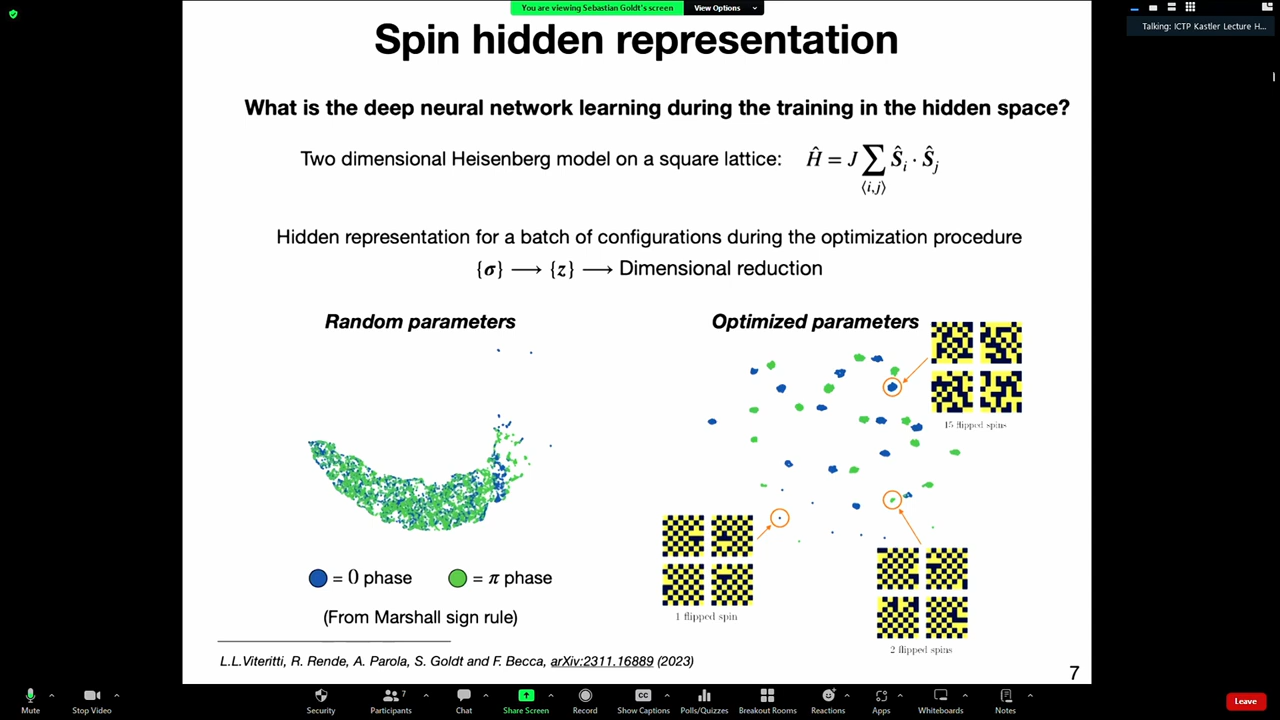 You are viewing Sebastian Goldt's screen
View Options
Talking: ICTP Kastler Lecture H...
Spin hidden representation
What is the deep neural network learning during the training in the hidden space?
Two dimensional Heisenberg model on a square lattice: Ĥ = J ∑⟨i,j⟩ Ŝi · Ŝj
Hidden representation for a batch of configurations during the optimization procedure
{σ} ⟶ {z} ⟶ Dimensional reduction
Random parameters
Optimized parameters
15 flipped spins
1 flipped spin
2 flipped spins
= 0 phase = π phase
(From Marshall sign rule)
L.L.Viteritti, R. Rende, A. Parola, S. Goldt and F. Becca, arXiv:2311.16889 (2023)
7
Mute
Stop Video
Security
Participants 7
Chat
Share Screen
Record
Show Captions
Polls/Quizzes
Breakout Rooms
Reactions
Apps
Whiteboards
Notes
Leave